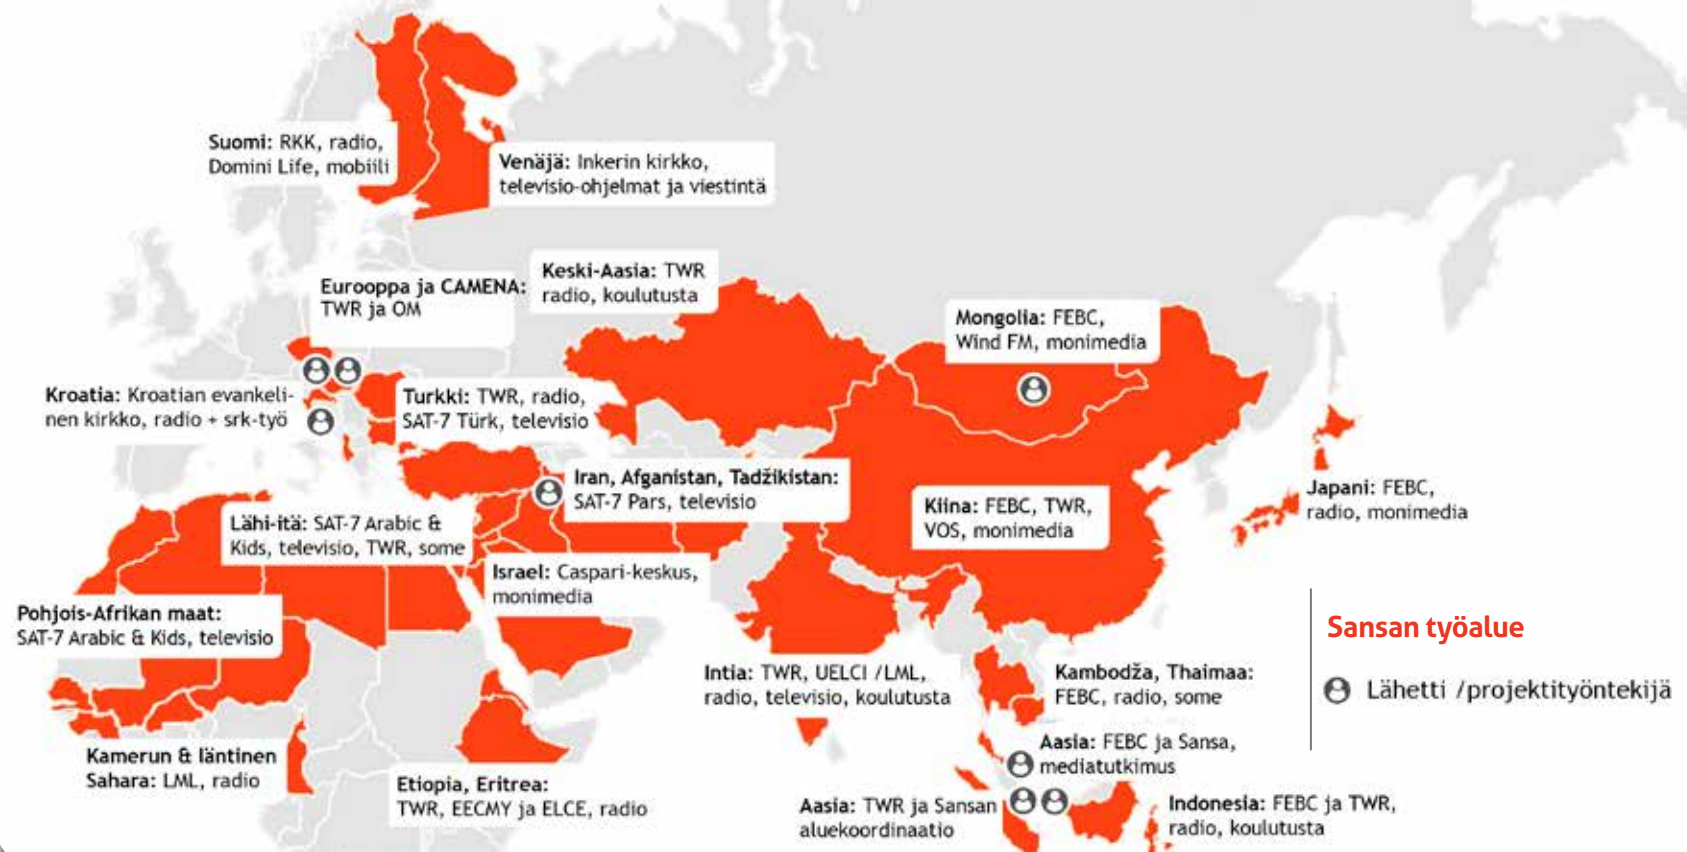 Suomi: RKK, radio,
Domini Life, mobiili
Venäjä: Inkerin kirkko,
televisio-ohjelmat ja viestintä
Eurooppa ja CAMENA:
TWR ja OM
Keski-Aasia: TWR
radio, koulutusta
Mongolia: FEBC,
Wind FM, monimedia
Kroatia: Kroatian evankeli-
nen kirkko, radio + srk-työ
Turkki: TWR, radio,
SAT-7 Türk, televisio
Iran, Afganistan, Tadžikistan:
SAT-7 Pars, televisio
Kiina: FEBC, TWR,
VOS, monimedia
Japani: FEBC,
radio, monimedia
Lähi-itä: SAT-7 Arabic &
Kids, televisio, TWR, some
Israel: Caspari-keskus,
monimedia
Pohjois-Afrikan maat:
SAT-7 Arabic & Kids, televisio
Intia: TWR, UELCI /LML,
radio, televisio, koulutusta
Kambodža, Thaimaa:
FEBC, radio, some
Kamerun & läntinen
Sahara: LML, radio
Etiopia, Eritrea:
TWR, EECMY ja ELCE, radio
Aasia: FEBC ja Sansa,
mediatutkimus
Aasia: TWR ja Sansan
aluekoordinaatio
Indonesia: FEBC ja TWR,
radio, koulutusta
Sansan työalue
Lähetti /projektityöntekijä